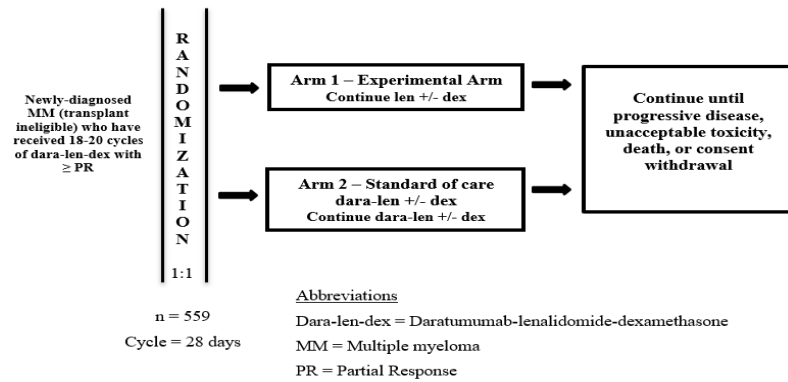 Newly-diagnosed
MM (transplant
ineligible) who have
received 18-20 cycles
of dara-len-dex with
≥ PR
R
A
N
D
O
M
I
Z
A
T
I
O
N
1:1
n = 559
Cycle = 28 days
Arm 1 – Experimental Arm
Continue len +/- dex
Arm 2 – Standard of care
dara-len +/- dex
Continue dara-len +/- dex
Continue until
progressive disease,
unacceptable toxicity,
death, or consent
withdrawal
Abbreviations
Dara-len-dex = Daratumumab-lenalidomide-dexamethasone
MM = Multiple myeloma
PR = Partial Response